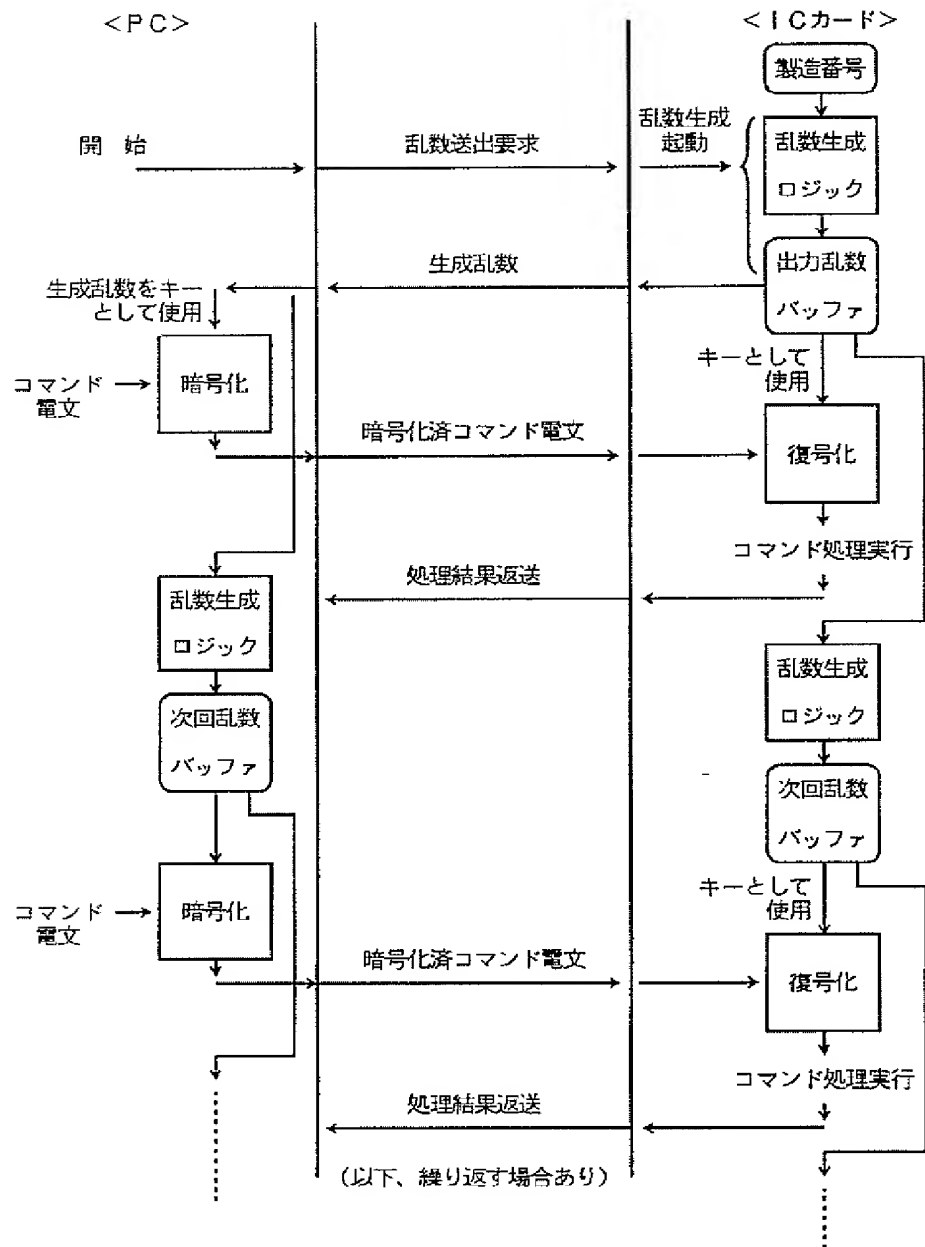 ＜ＰＣ＞
＜ＩＣカード＞
製造番号
乱数生成
起動
開 始
乱数送出要求
乱数生成
ロジック
生成乱数
出力乱数
バッファ
生成乱数をキー
として使用
キーとして
使用
コマンド
電文
暗号化
暗号化済コマンド電文
復号化
コマンド処理実行
処理結果返送
乱数生成
ロジック
乱数生成
ロジック
次回乱数
バッファ
次回乱数
バッファ
キーとして
使用
コマンド
電文
暗号化
暗号化済コマンド電文
復号化
コマンド処理実行
処理結果返送
（以下、繰り返す場合あり）